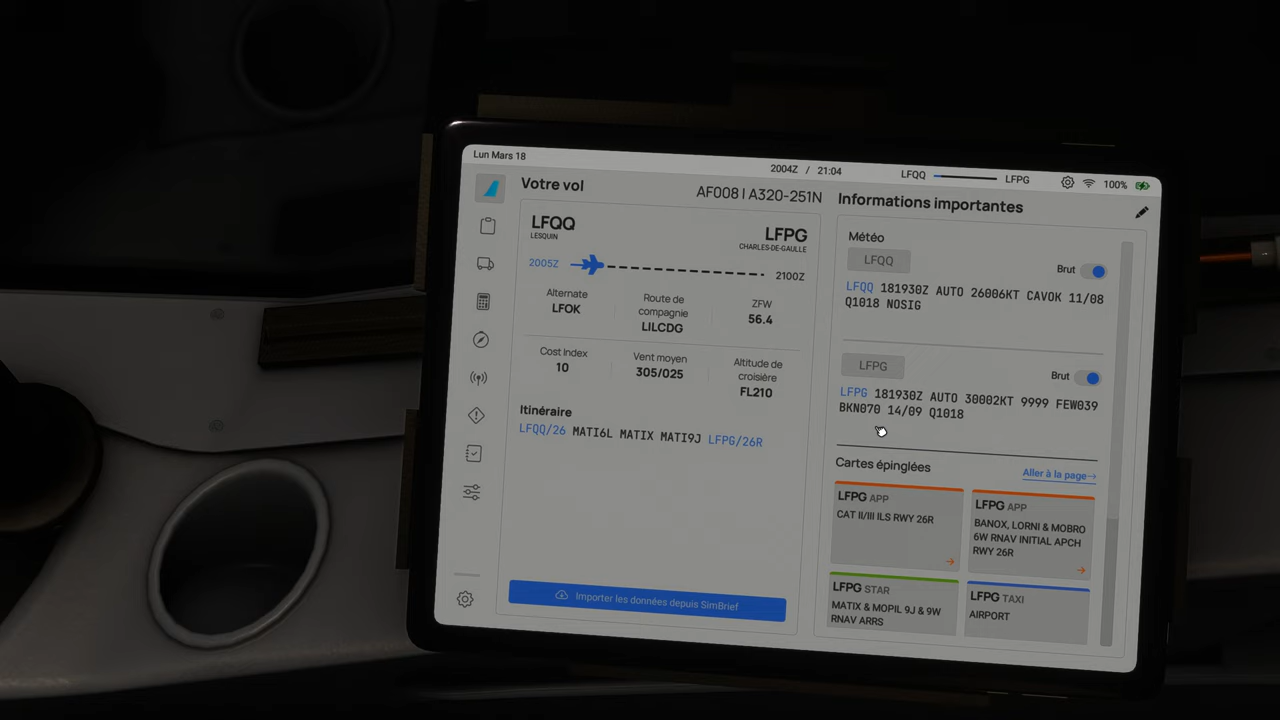 Lun Mars 18
2004Z / 21:04
LFQQ
LFPG
100%
Votre vol
AF008 | A320-251N
LFQQ
LESQUIN
LFPG
CHARLES-DE-GAULLE
2005Z
2100Z
Alternate
LFOK
Route de
compagnie
LILCDG
ZFW
56.4
Cost Index
10
Vent moyen
305/025
Altitude de
croisière
FL210
Itinéraire
LFQQ/26 MATI6L MATIX MATI9J LFPG/26R
Importer les données depuis SimBrief
Informations importantes
Météo
LFQQ
Brut
LFQQ 181930Z AUTO 26006KT CAVOK 11/08
Q1018 NOSIG
LFPG
Brut
LFPG 181930Z AUTO 30002KT 9999 FEW039
BKN070 14/09 Q1018
Cartes épinglées
Aller à la page→
LFPG APP
CAT II/III ILS RWY 26R
LFPG APP
BANOX, LORNI & MOBRO
6W RNAV INITIAL APCH
RWY 26R
LFPG STAR
MATIX & MOPIL 9J & 9W
RNAV ARRS
LFPG TAXI
AIRPORT